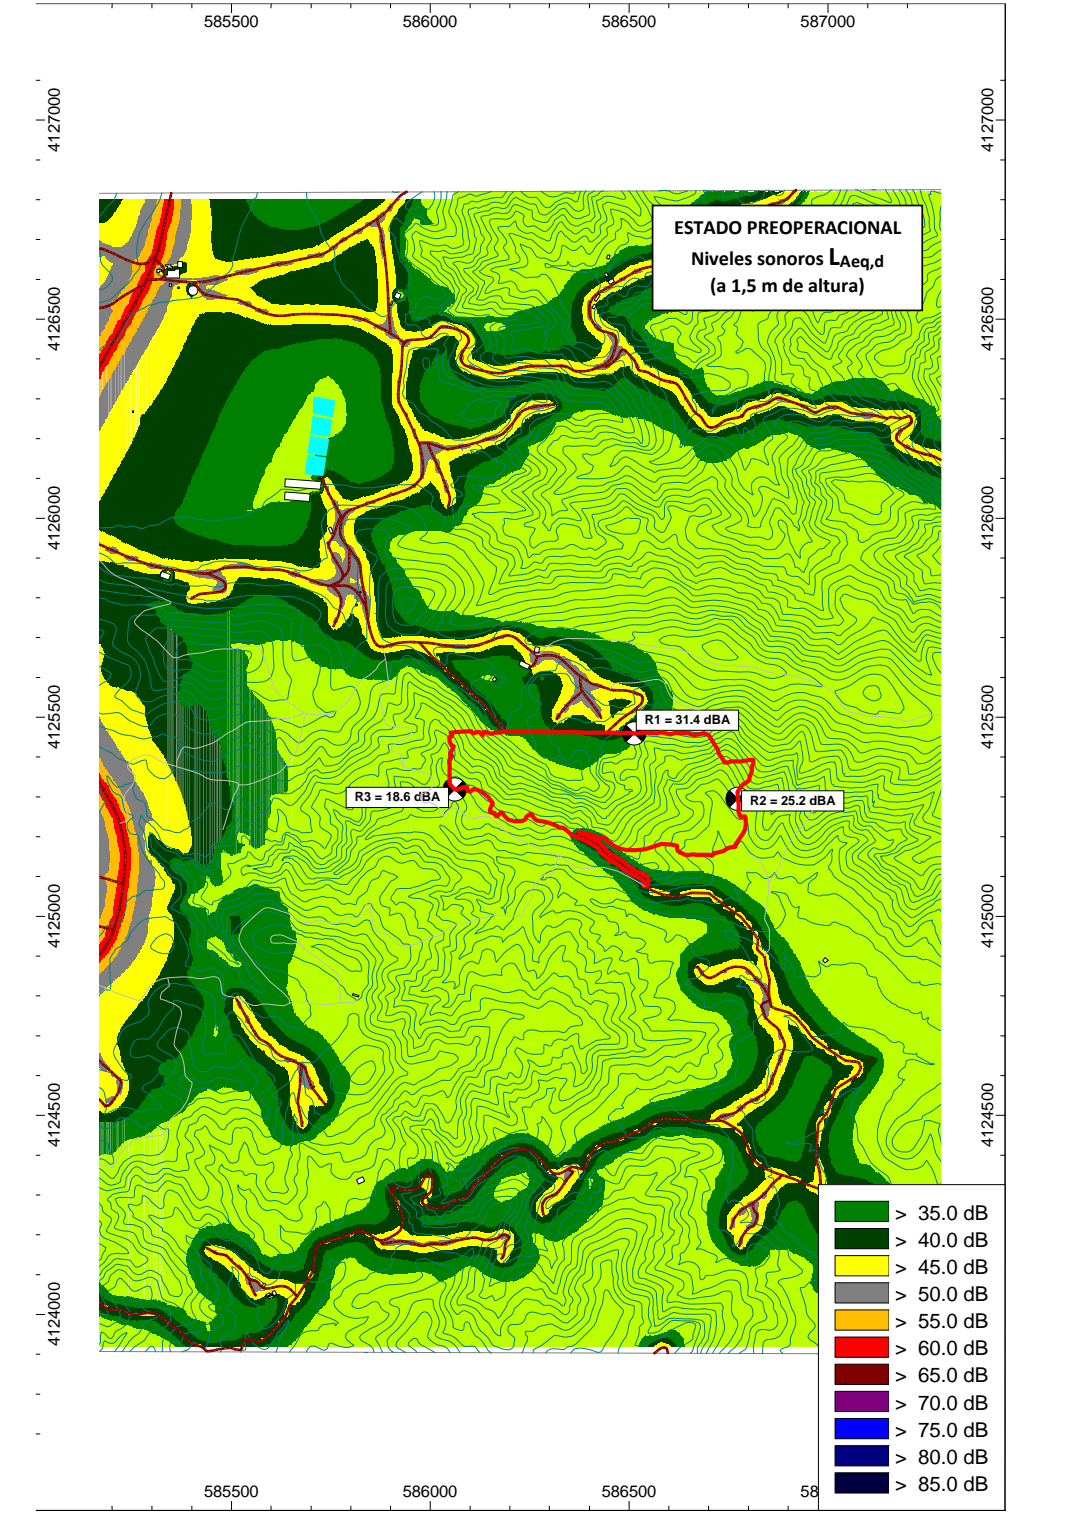 585500 586000 586500 587000
4127000 4127000
ESTADO PREOPERACIONAL
Niveles sonoros LAeq,d
(a 1,5 m de altura)
4126500 4126500
4126000 4126000
4125500 4125500
R1 = 31.4 dBA
R3 = 18.6 dBA
R2 = 25.2 dBA
4125000 4125000
4124500 4124500
4124000
> 35.0 dB
> 40.0 dB
> 45.0 dB
> 50.0 dB
> 55.0 dB
> 60.0 dB
> 65.0 dB
> 70.0 dB
> 75.0 dB
> 80.0 dB
> 85.0 dB
585500 586000 586500 58